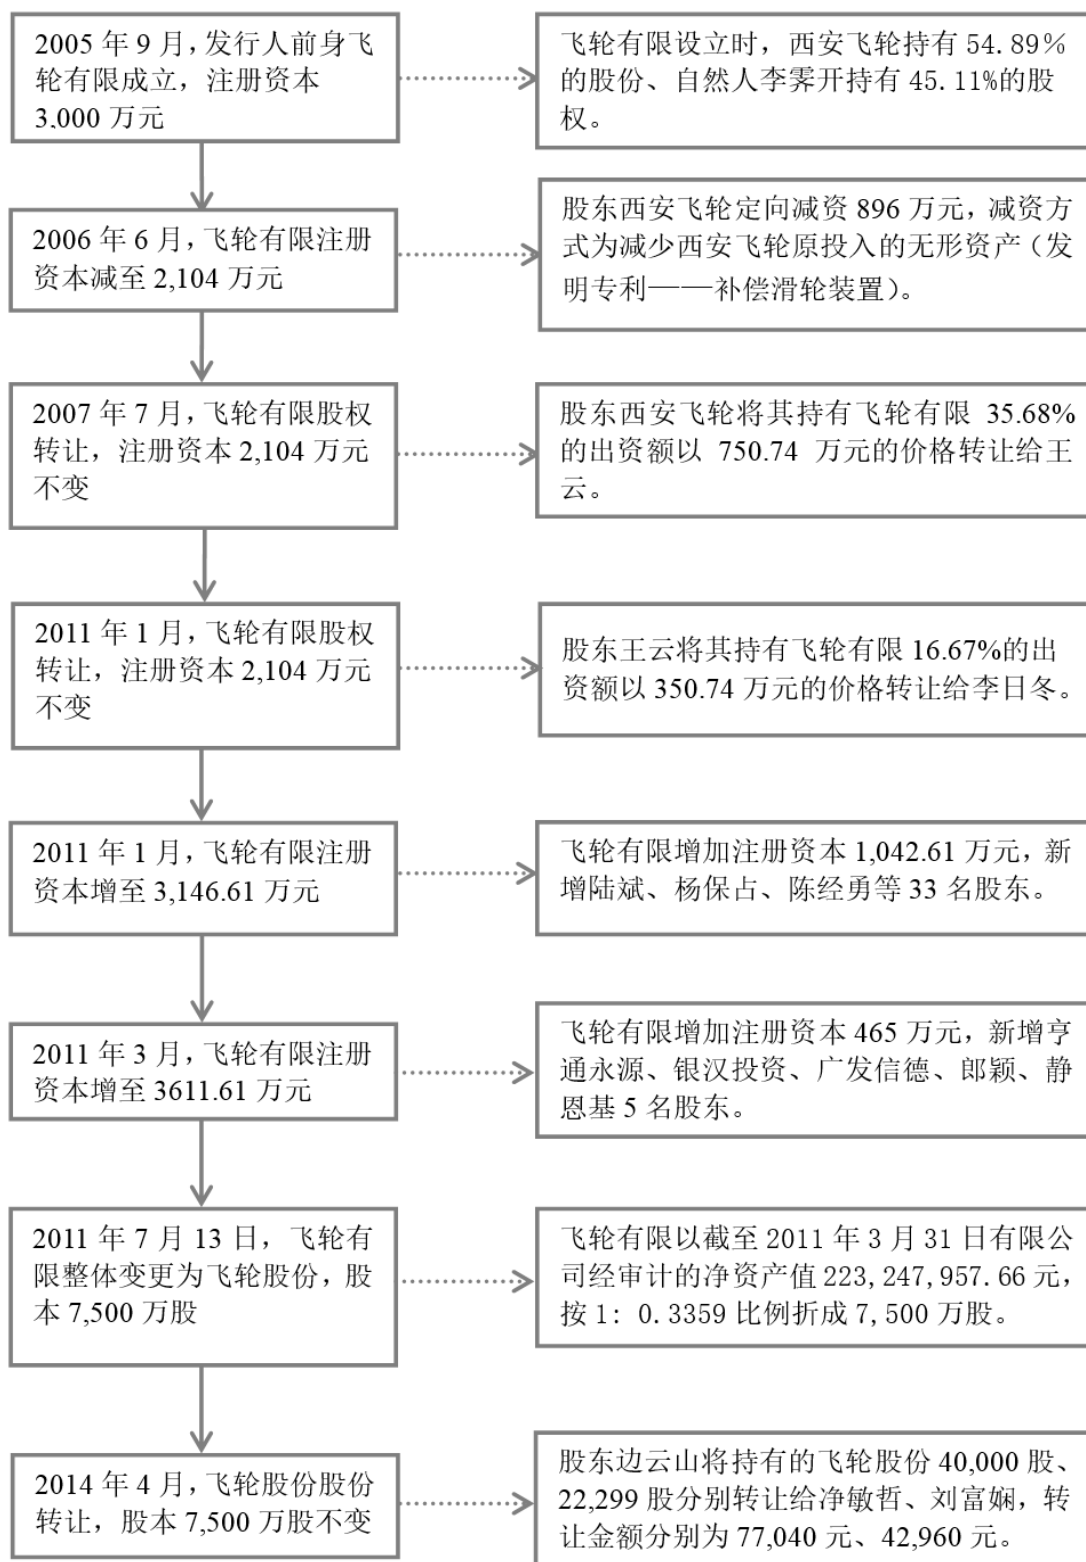 2005 年 9 月，发行人前身飞
轮有限成立，注册资本
3,000 万元
飞轮有限设立时，西安飞轮持有 54.89%
的股份、自然人李霁开持有 45.11%的股
权。
2006 年 6 月，飞轮有限注册
资本减至 2,104 万元
股东西安飞轮定向减资 896 万元，减资方
式为减少西安飞轮原投入的无形资产（发
明专利——补偿滑轮装置）。
2007 年 7 月，飞轮有限股权
转让，注册资本 2,104 万元
不变
股东西安飞轮将其持有飞轮有限 35.68%
的出资额以 750.74 万元的价格转让给王
云。
2011 年 1 月，飞轮有限股权
转让，注册资本 2,104 万元
不变
股东王云将其持有飞轮有限 16.67%的出
资额以 350.74 万元的价格转让给李日冬。
2011 年 1 月，飞轮有限注册
资本增至 3,146.61 万元
飞轮有限增加注册资本 1,042.61 万元，新
增陆斌、杨保占、陈经勇等 33 名股东。
2011 年 3 月，飞轮有限注册
资本增至 3611.61 万元
飞轮有限增加注册资本 465 万元，新增亨
通永源、银汉投资、广发信德、郎颖、静
恩基 5 名股东。
2011 年 7 月 13 日，飞轮有
限整体变更为飞轮股份，股
本 7,500 万股
飞轮有限以截至 2011 年 3 月 31 日有限公
司经审计的净资产值 223,247,957.66 元，
按 1：0.3359 比例折成 7,500 万股。
2014 年 4 月，飞轮股份股份
转让，股本 7,500 万股不变
股东边云山将持有的飞轮股份 40,000 股、
22,299 股分别转让给净敏哲、刘富娴，转
让金额分别为 77,040 元、42,960 元。